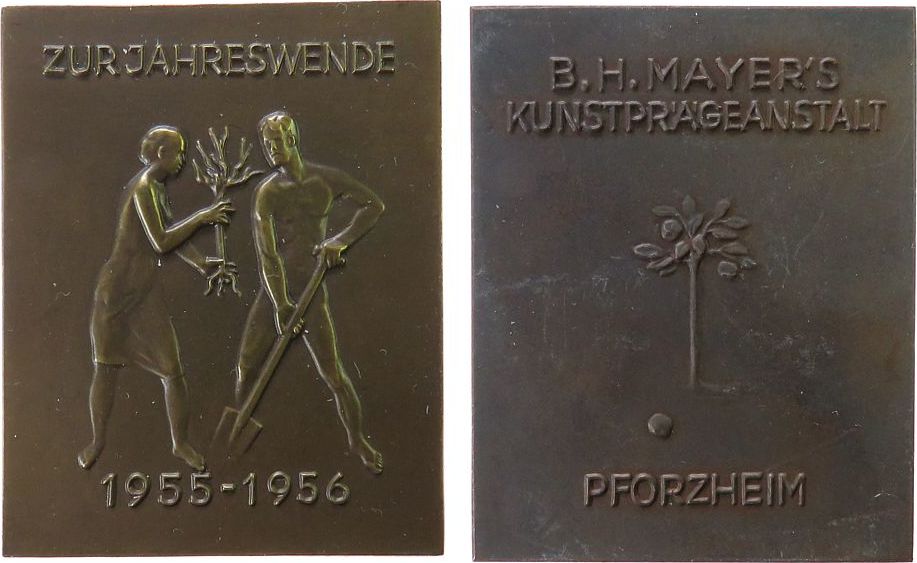 ZUR JAHRESWENDE
1955-1956
B.H. MAYER'S
KUNSTPRÄGEANSTALT
PFORZHEIM